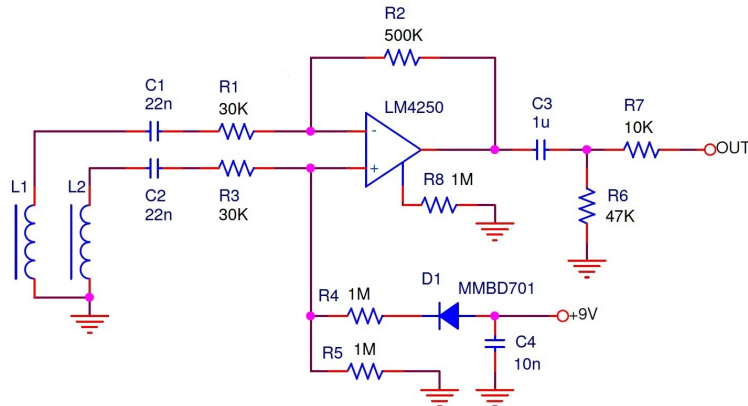 R2
500K
C1
22n
R1
30K
LM4250
-
+
C3
1u
R7
10K
OUT
L1
L2
C2
22n
R3
30K
R8 1M
R6
47K
D1
MMBD701
R4 1M
+9V
C4
10n
R5 1M